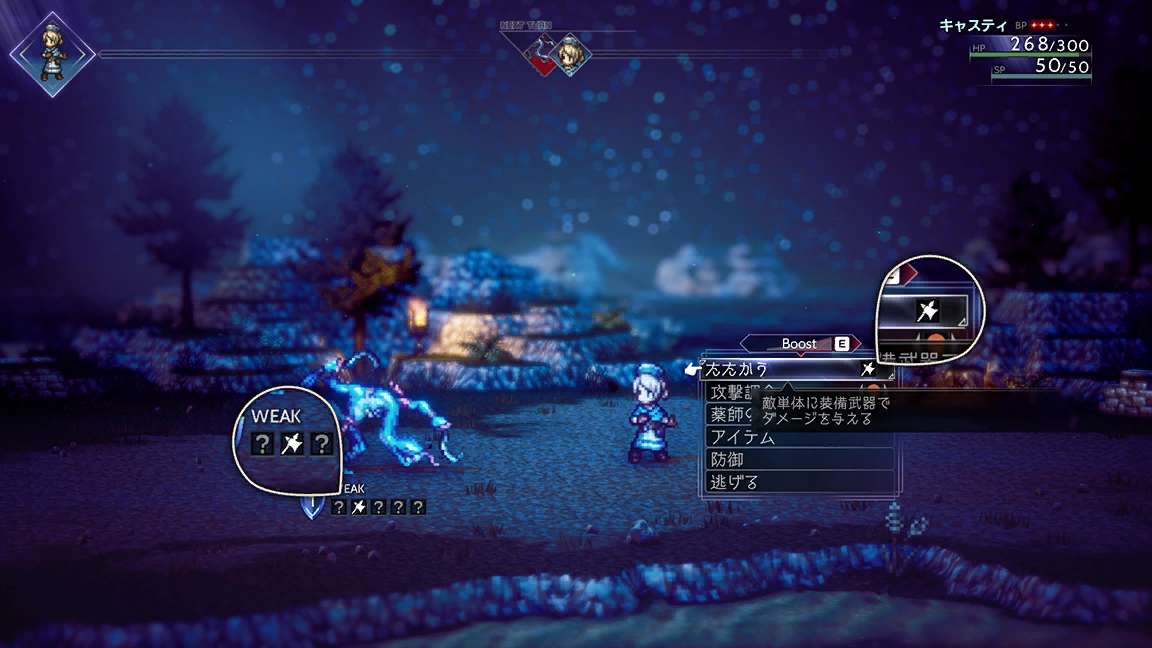 NEXT TURN
キャスティ BP
HP 268/300
SP 50/50
Boost E
たたかう
攻撃調合
敵単体に装備武器で
ダメージを与える
薬師の
アイテム
防御
逃げる
WEAK
? ?
WEAK
? ? ? ?